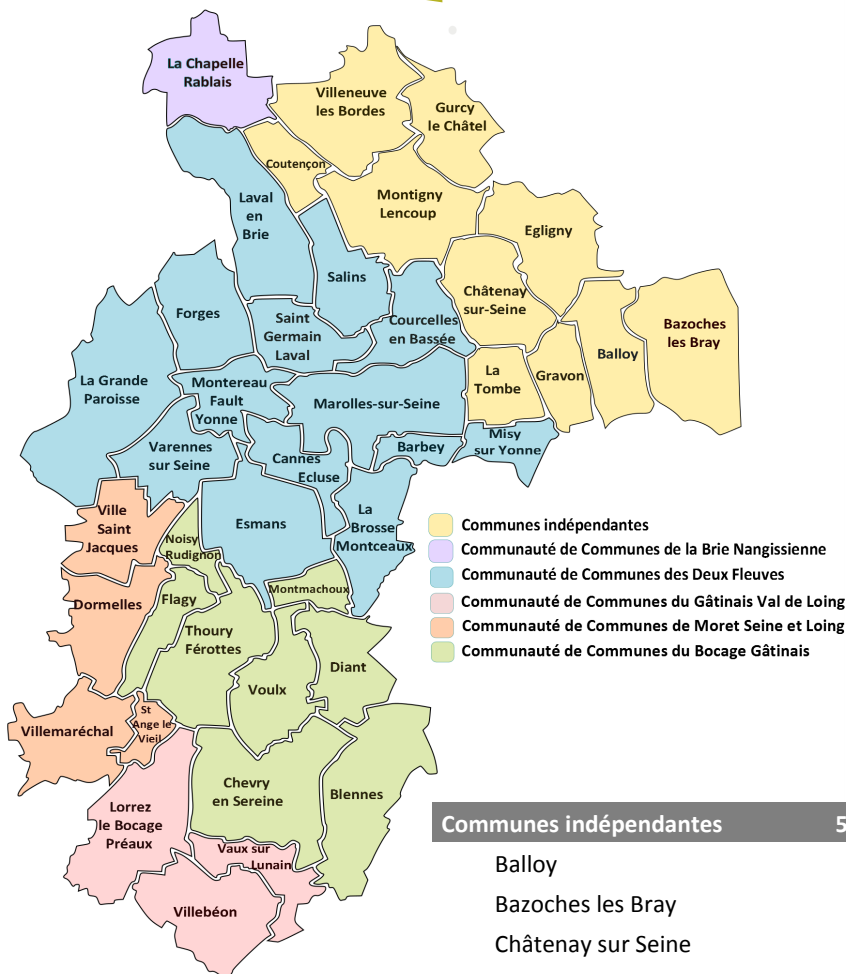 La Chapelle
Rablais
Villeneuve
les Bordes
Gurcy
le Châtel
Coutençon
Montigny
Lencoup
Laval
en
Brie
Egligny
Salins
Châtenay
sur-Seine
Forges
Saint
Germain
Laval
Courcelles
en Bassée
Bazoches
les Bray
Balloy
La
Tombe
Gravon
La Grande
Paroisse
Montereau
Fault
Yonne
Marolles-sur-Seine
Varennes
sur Seine
Cannes
Ecluse
Barbey
Misy
sur Yonne
Ville
Saint
Jacques
Noisy
Rudignon
Esmans
La
Brosse
Montceaux
Communes indépendantes
Communauté de Communes de la Brie Nangissienne
Communauté de Communes des Deux Fleuves
Communauté de Communes du Gâtinais Val de Loing
Communauté de Communes de Moret Seine et Loing
Communauté de Communes du Bocage Gâtinais
Dormelles
Flagy
Montmachoux
Thoury
Férottes
Voulx
Diant
Villemaréchal
St
Ange le
Vieil
Chevry
en Sereine
Blennes
Lorrez
le Bocage
Préaux
Vaux sur
Lunain
Villebéon
Communes indépendantes 5
Balloy
Bazoches les Bray
Châtenay sur Seine